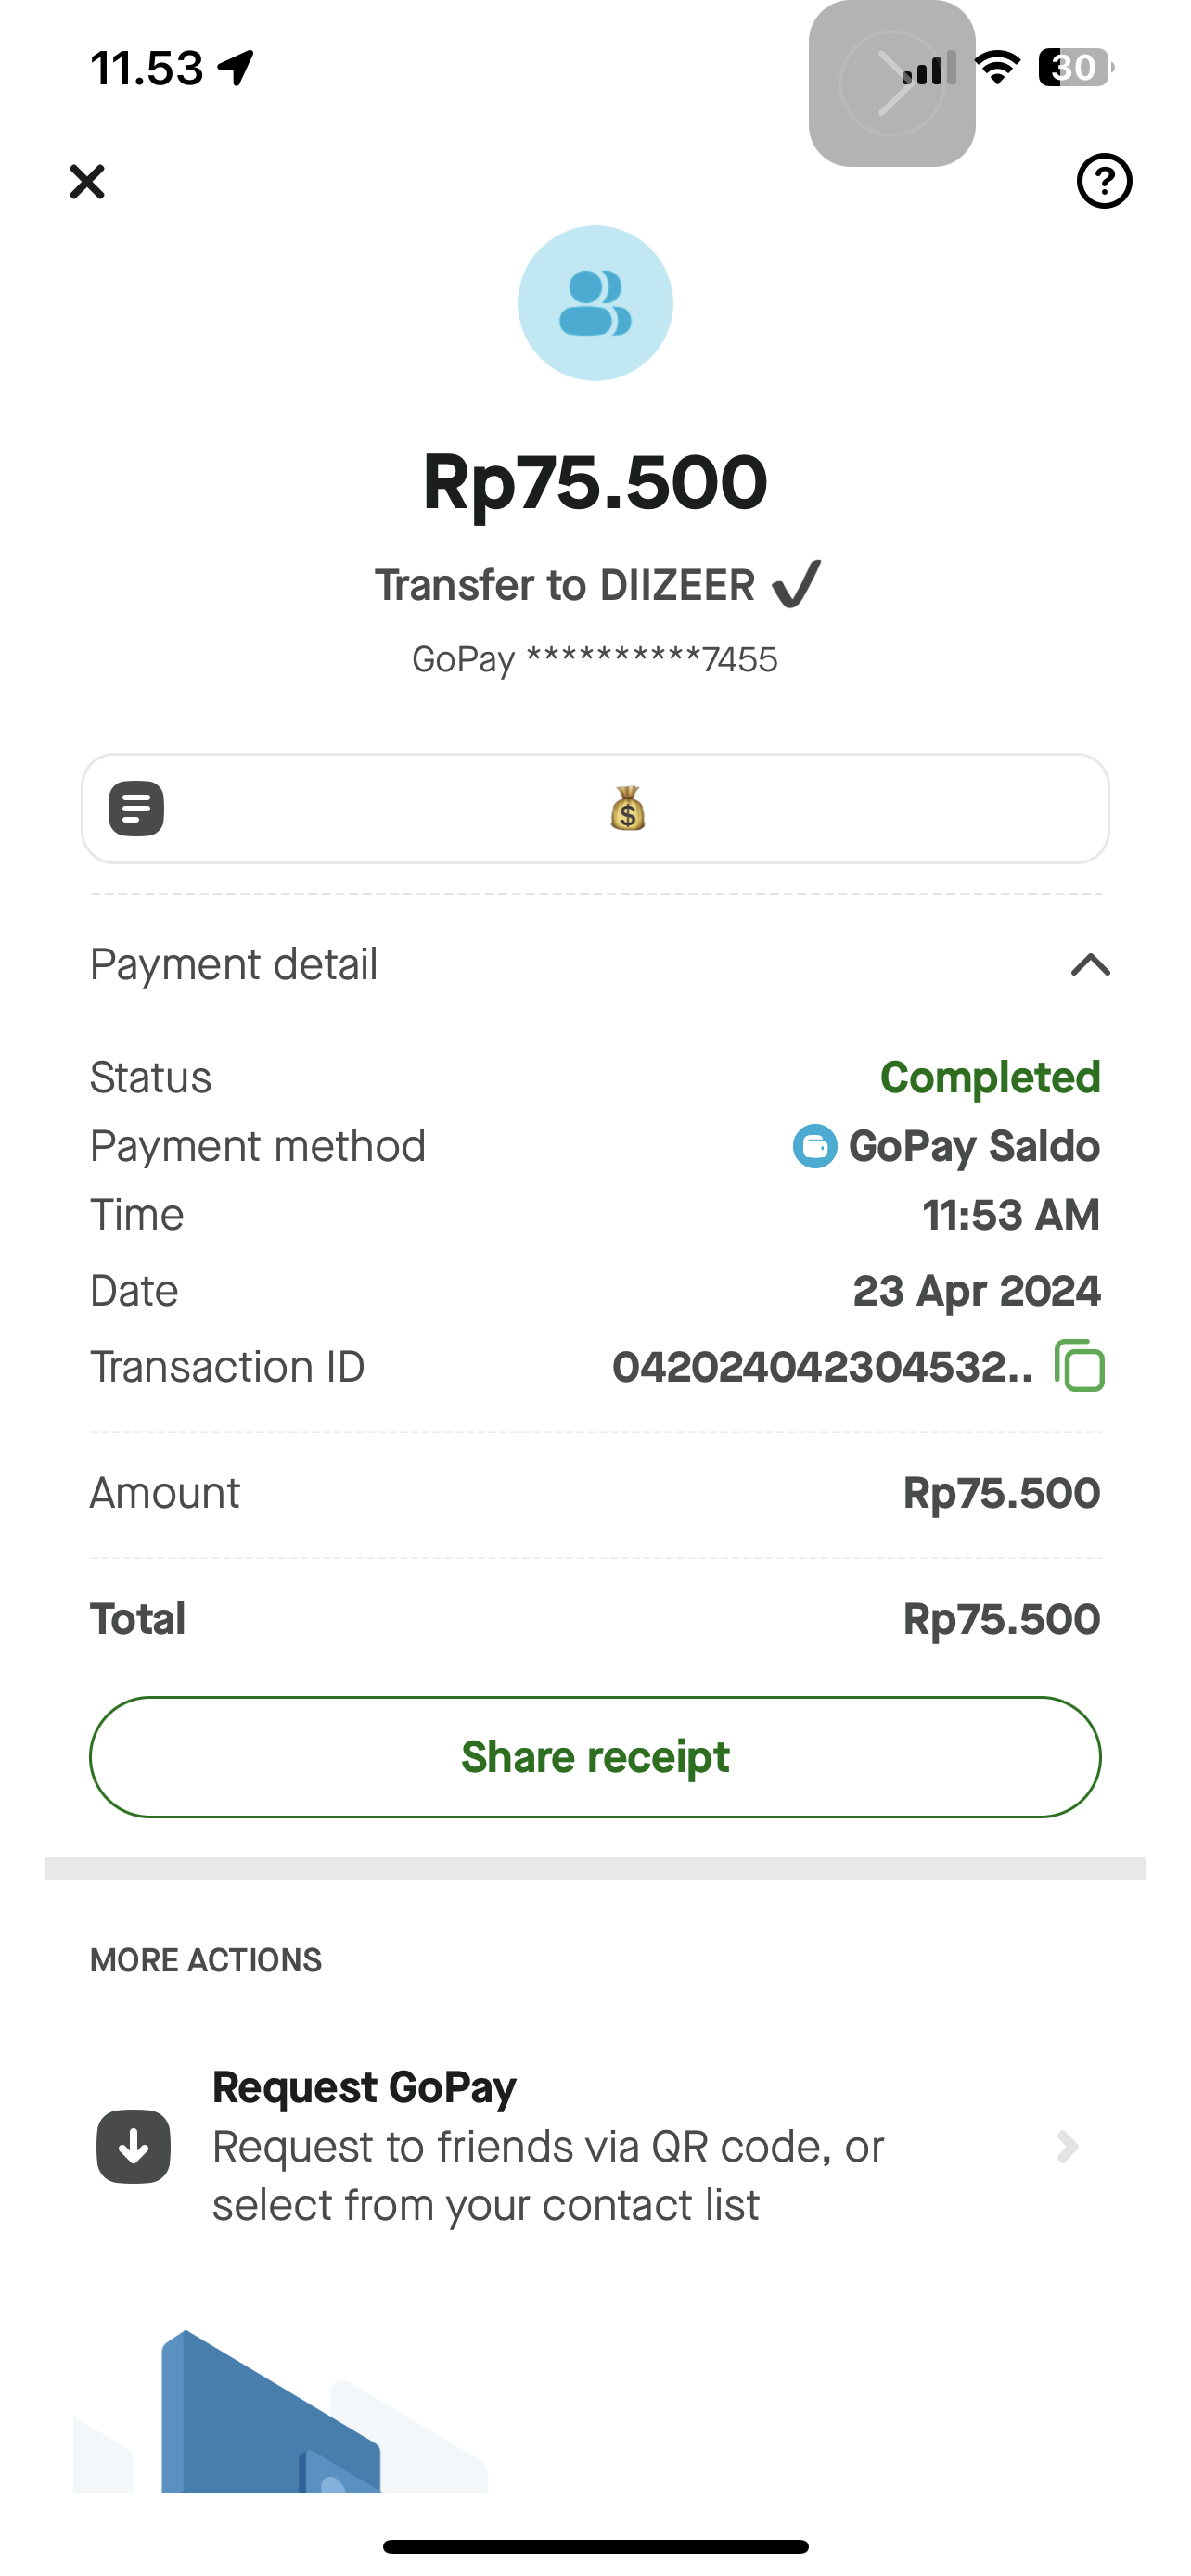 11.53
30
Rp75.500
Transfer to DIIZEER ✔
GoPay **********7455
Payment detail
Status Completed
Payment method GoPay Saldo
Time 11:53 AM
Date 23 Apr 2024
Transaction ID 042024042304532..
Amount Rp75.500
Total Rp75.500
Share receipt
MORE ACTIONS
Request GoPay
Request to friends via QR code, or
select from your contact list